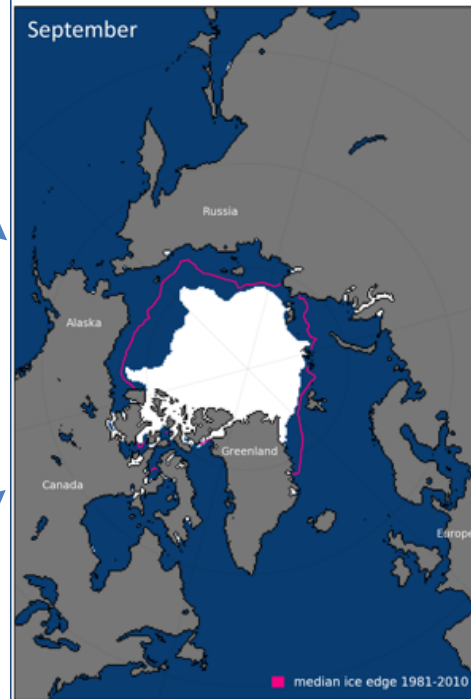 September
Russia
Alaska
Greenland
Canada
Europe
median ice edge 1981-2010